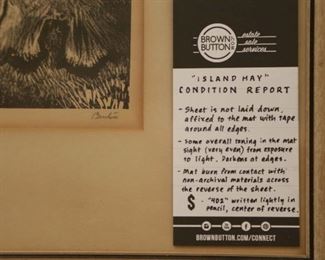 BROWN
BUTTON
estate
sale
services
"ISLAND HAY"
CONDITION REPORT
- Sheet is not laid down,
affixed to the mat with tape
around all edges.
- Some overall toning in the mat
sight (very even) from exposure
to light. Darkens at edges.
- Mat burn from contact with
non-archival materials across
the reverse of the sheet.
$ - "402" written lightly in
pencil, center of reverse.
BROWNBUTTON.COM/CONNECT
Benton